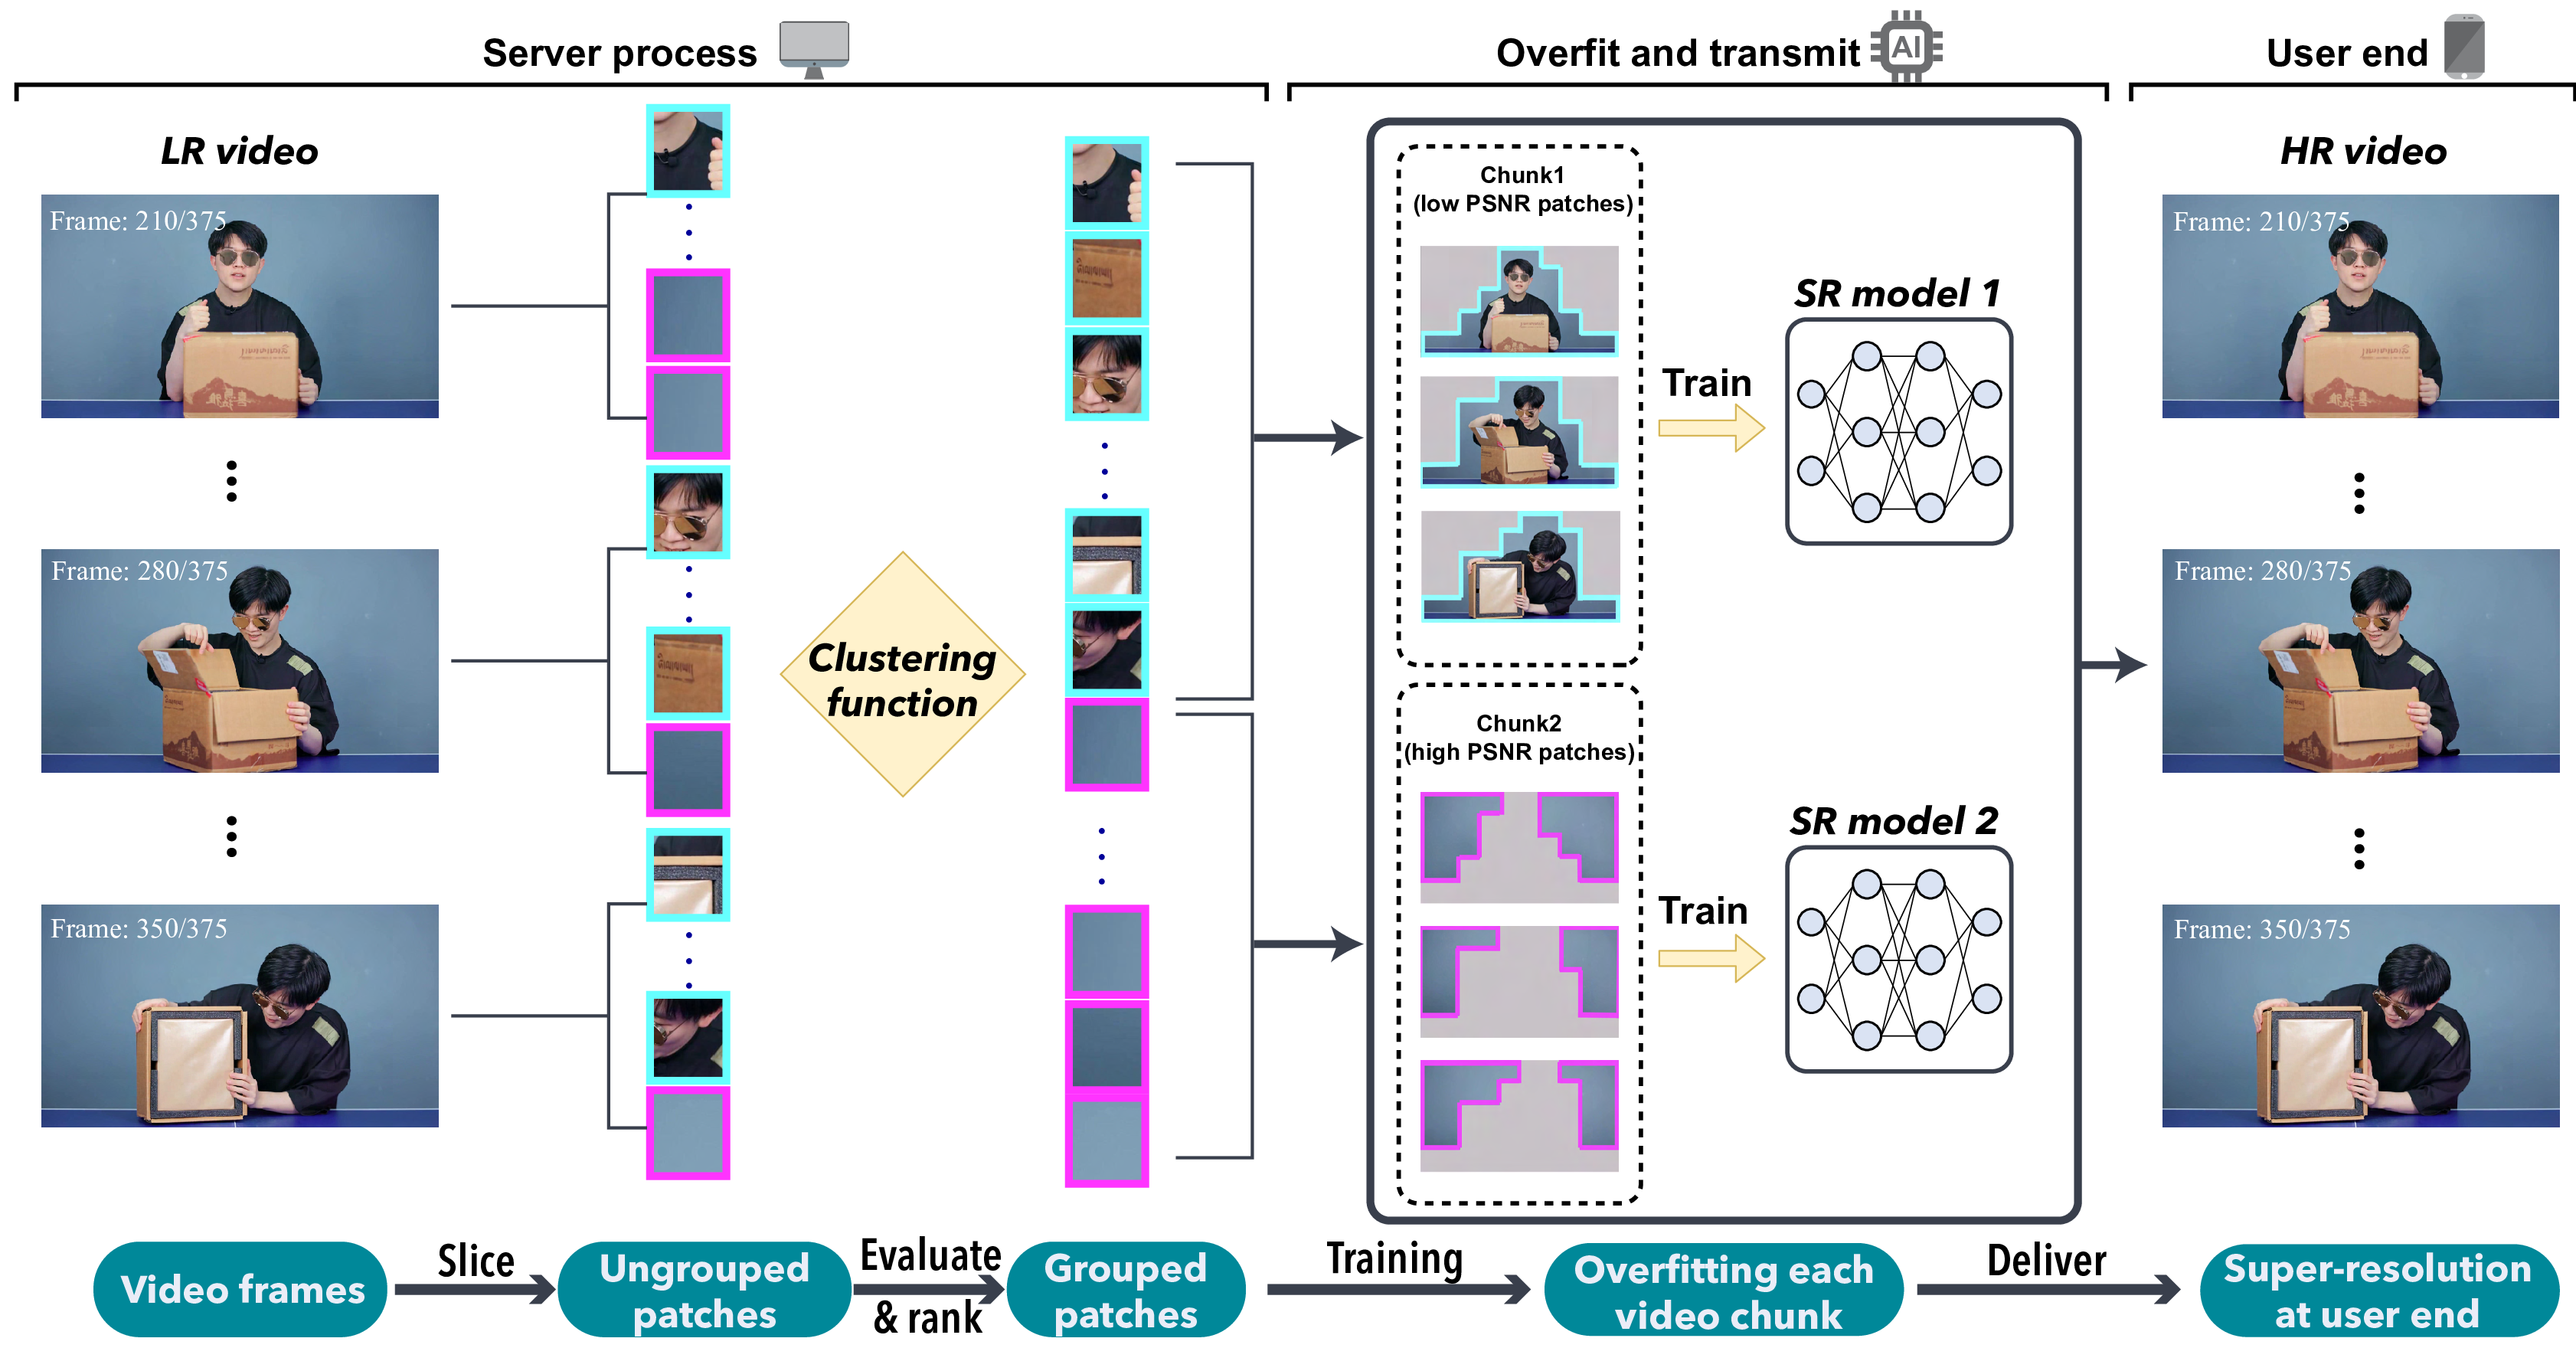 Server process
Overfit and transmit
AI
User end
LR video
Frame: 210/375
Frame: 280/375
Frame: 350/375
Clustering
function
Chunk1
(low PSNR patches)
Train
SR model 1
Chunk2
(high PSNR patches)
Train
SR model 2
HR video
Frame: 210/375
Frame: 280/375
Frame: 350/375
Video frames
Slice
Ungrouped
patches
Evaluate
& rank
Grouped
patches
Training
Overfitting each
video chunk
Deliver
Super-resolution
at user end